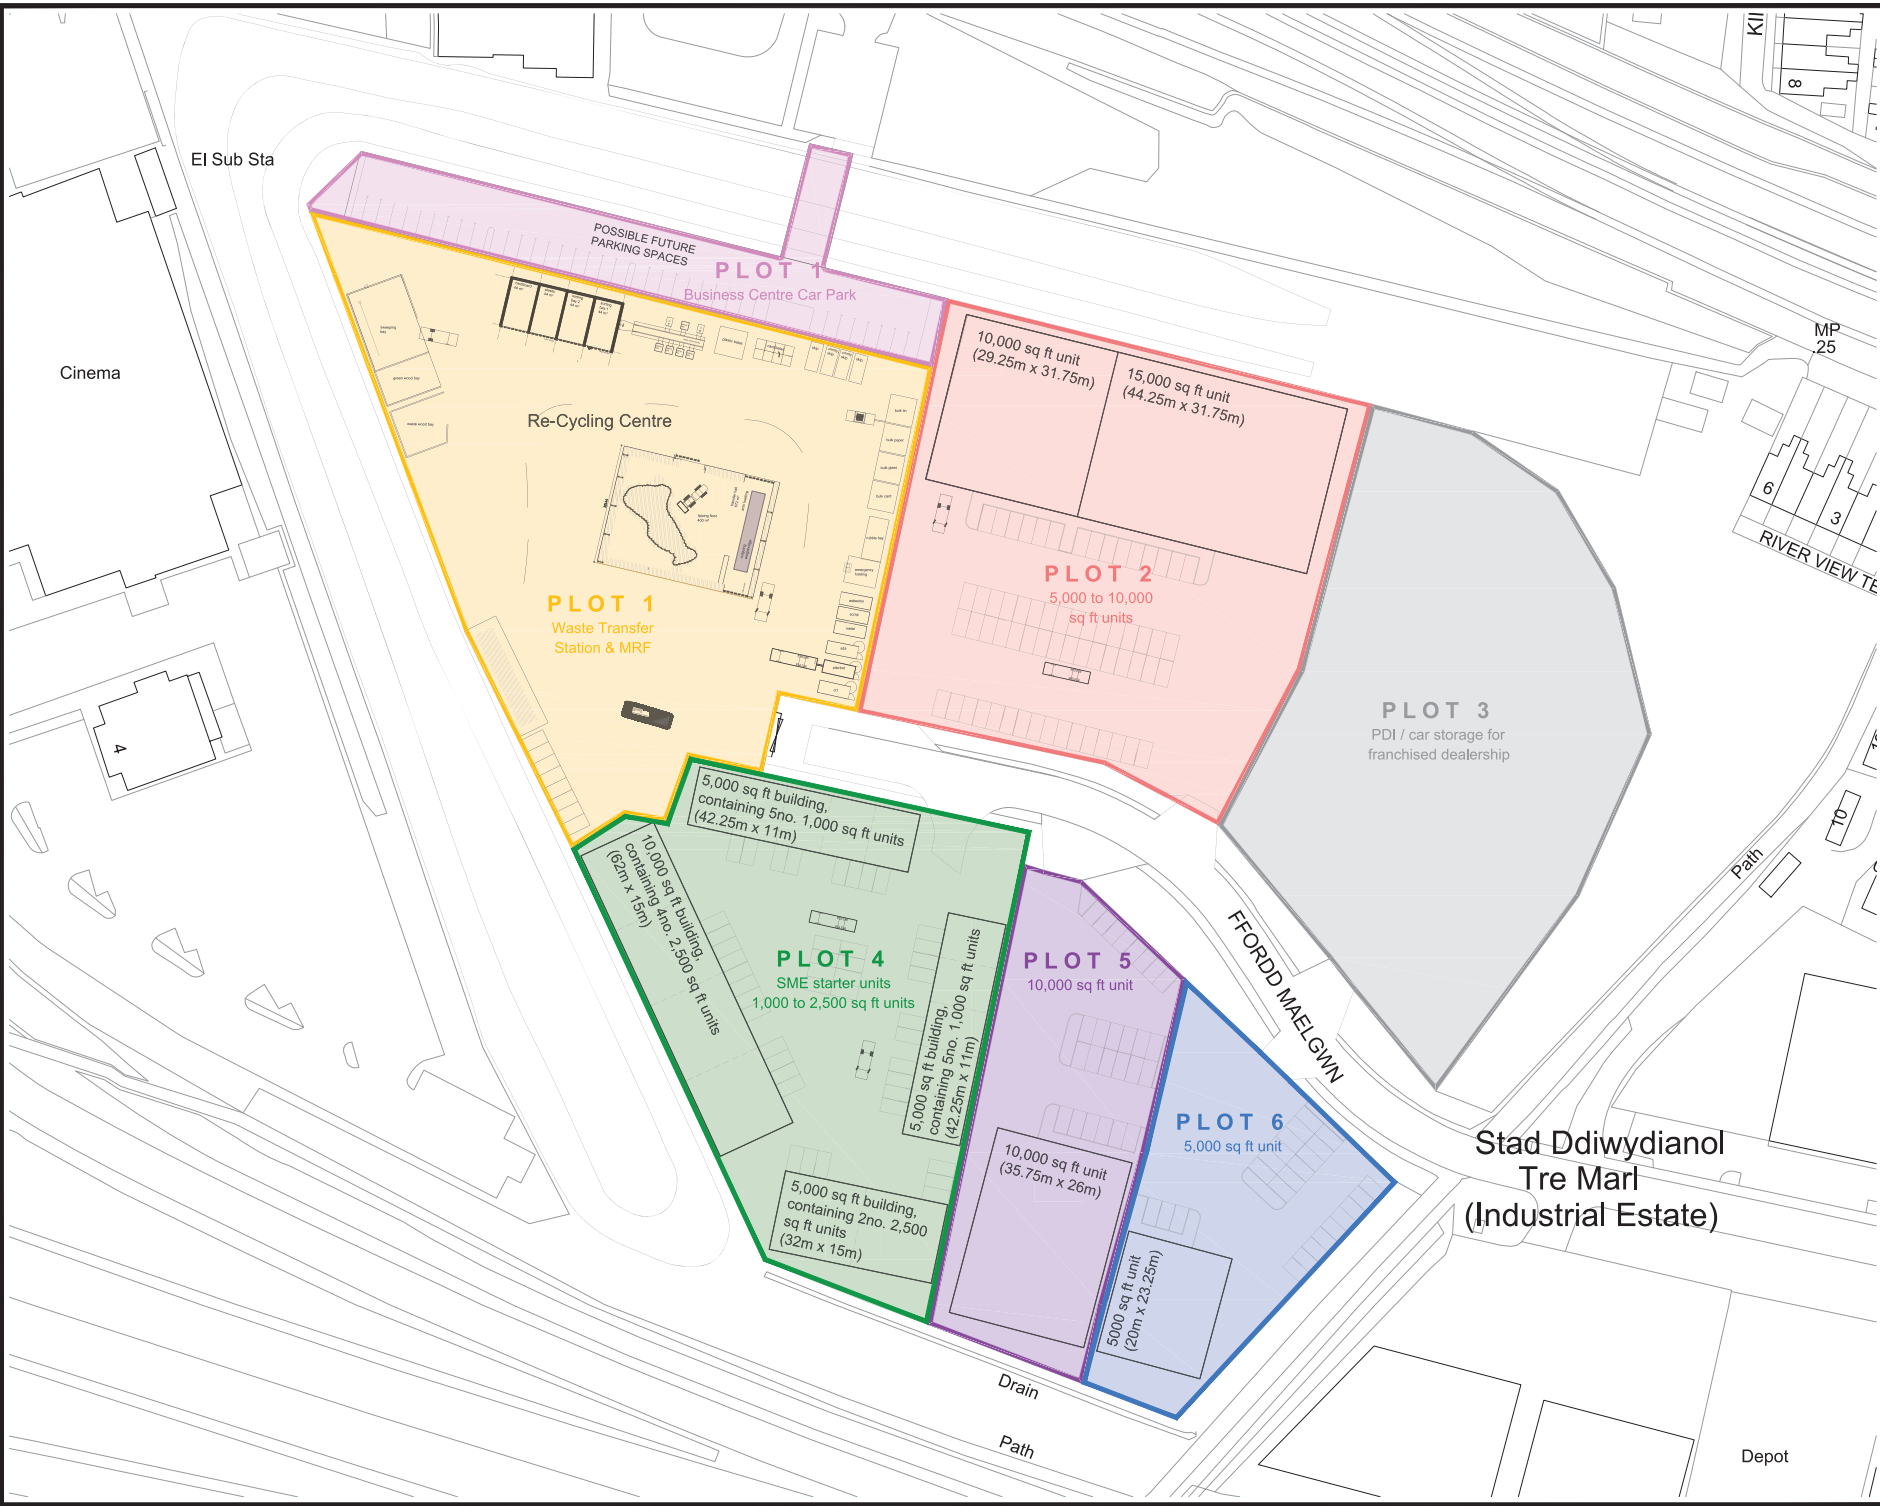 El Sub Sta
Cinema
4
POSSIBLE FUTURE
PARKING SPACES
PLOT 1
Business Centre Car Park
Re-Cycling Centre
PLOT 1
Waste Transfer
Station & MRF
10,000 sq ft unit
(29.25m x 31.75m)
15,000 sq ft unit
(44.25m x 31.75m)
PLOT 2
5,000 to 10,000
sq ft units
PLOT 3
PDI / car storage for
franchised dealership
5,000 sq ft building,
containing 5no. 1,000 sq ft units
(42.25m x 11m)
10,000 sq ft building,
containing 4no. 2,500 sq ft units
(62m x 15m)
PLOT 4
SME starter units
1,000 to 2,500 sq ft units
5,000 sq ft building,
containing 5no. 1,000 sq ft units
(42.25m x 11m)
5,000 sq ft building,
containing 2no. 2,500
sq ft units
(32m x 15m)
PLOT 5
10,000 sq ft unit
10,000 sq ft unit
(35.75m x 26m)
PLOT 6
5,000 sq ft unit
5000 sq ft unit
(20m x 23.25m)
FFORDD MAELGWN
Stad Ddiwydianol
Tre Marl
(Industrial Estate)
MP
.25
8
6
3
RIVER VIEW TE
10
Path
Drain
Path
Depot